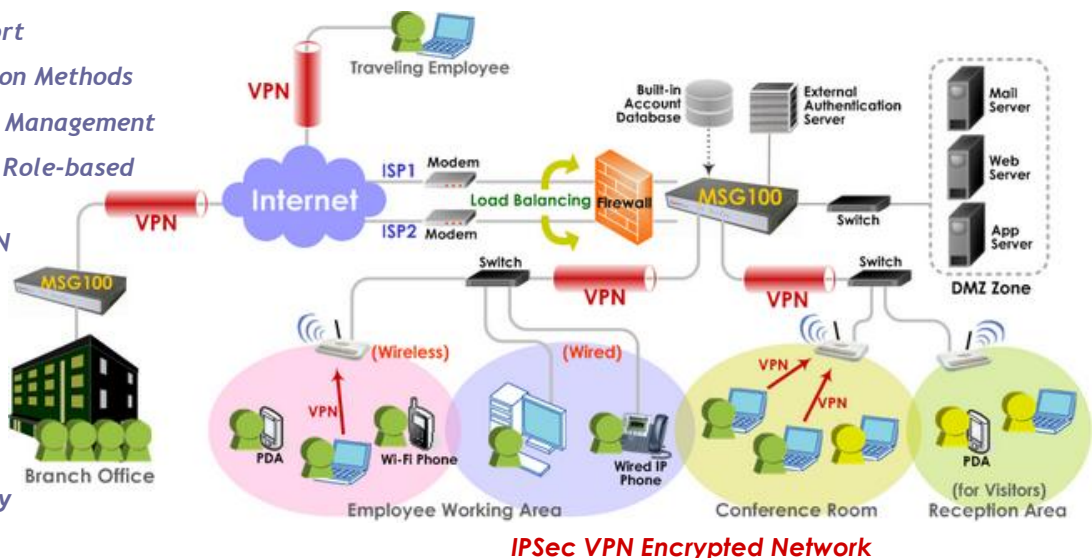 ort
on Methods
Management
Role-based
N
y
VPN
Traveling Employee
Built-in
Account
Database
External
Authentication
Server
Mail
Server
Web
Server
App
Server
DMZ Zone
VPN
Internet
ISP1
Modem
ISP2
Modem
Load Balancing
Firewall
MSG100
Switch
MSG100
Branch Office
Switch
VPN
VPN
Switch
(Wireless)
(Wired)
VPN
PDA
Wi-Fi Phone
Wired IP
Phone
VPN
VPN
PDA
(for Visitors)
Employee Working Area
Conference Room
Reception Area
IPSec VPN Encrypted Network